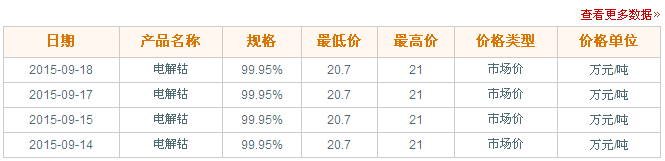 查看更多数据»
日期 产品名称 规格 最低价 最高价 价格类型 价格单位
2015-09-18 电解钴 99.95% 20.7 21 市场价 万元/吨
2015-09-17 电解钴 99.95% 20.7 21 市场价 万元/吨
2015-09-15 电解钴 99.95% 20.7 21 市场价 万元/吨
2015-09-14 电解钴 99.95% 20.7 21 市场价 万元/吨